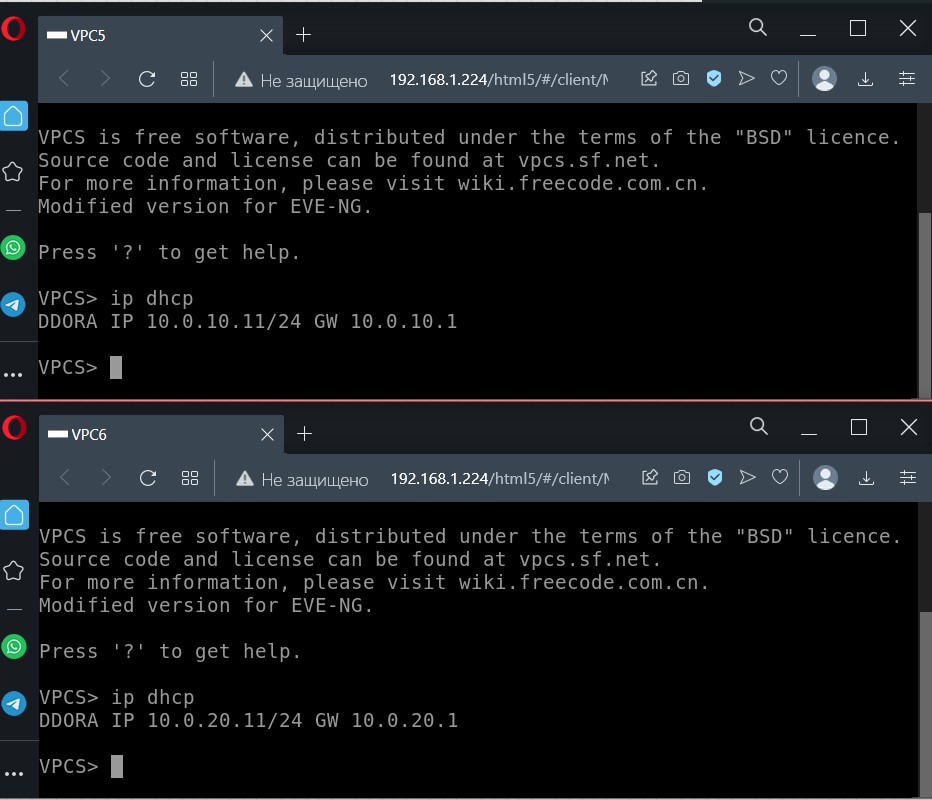 VPC5
Не защищено 192.168.1.224/html5/#/client/
VPCS is free software, distributed under the terms of the "BSD" licence.
Source code and license can be found at vpcs.sf.net.
For more information, please visit wiki.freecode.com.cn.
Modified version for EVE-NG.
Press '?' to get help.
VPCS> ip dhcp
DDORA IP 10.0.10.11/24 GW 10.0.10.1
VPCS>
VPC6
Не защищено 192.168.1.224/html5/#/client/
VPCS is free software, distributed under the terms of the "BSD" licence.
Source code and license can be found at vpcs.sf.net.
For more information, please visit wiki.freecode.com.cn.
Modified version for EVE-NG.
Press '?' to get help.
VPCS> ip dhcp
DDORA IP 10.0.20.11/24 GW 10.0.20.1
VPCS>